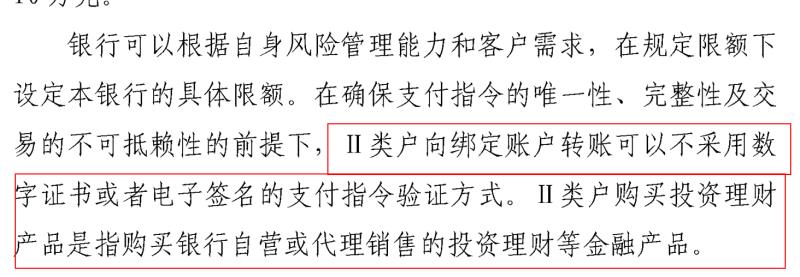 10 万元。
银行可以根据自身风险管理能力和客户需求，在规定限额下
设定本银行的具体限额。在确保支付指令的唯一性、完整性及交
易的不可抵赖性的前提下，Ⅱ类户向绑定账户转账可以不采用数
字证书或者电子签名的支付指令验证方式。Ⅱ类户购买投资理财
产品是指购买银行自营或代理销售的投资理财等金融产品。